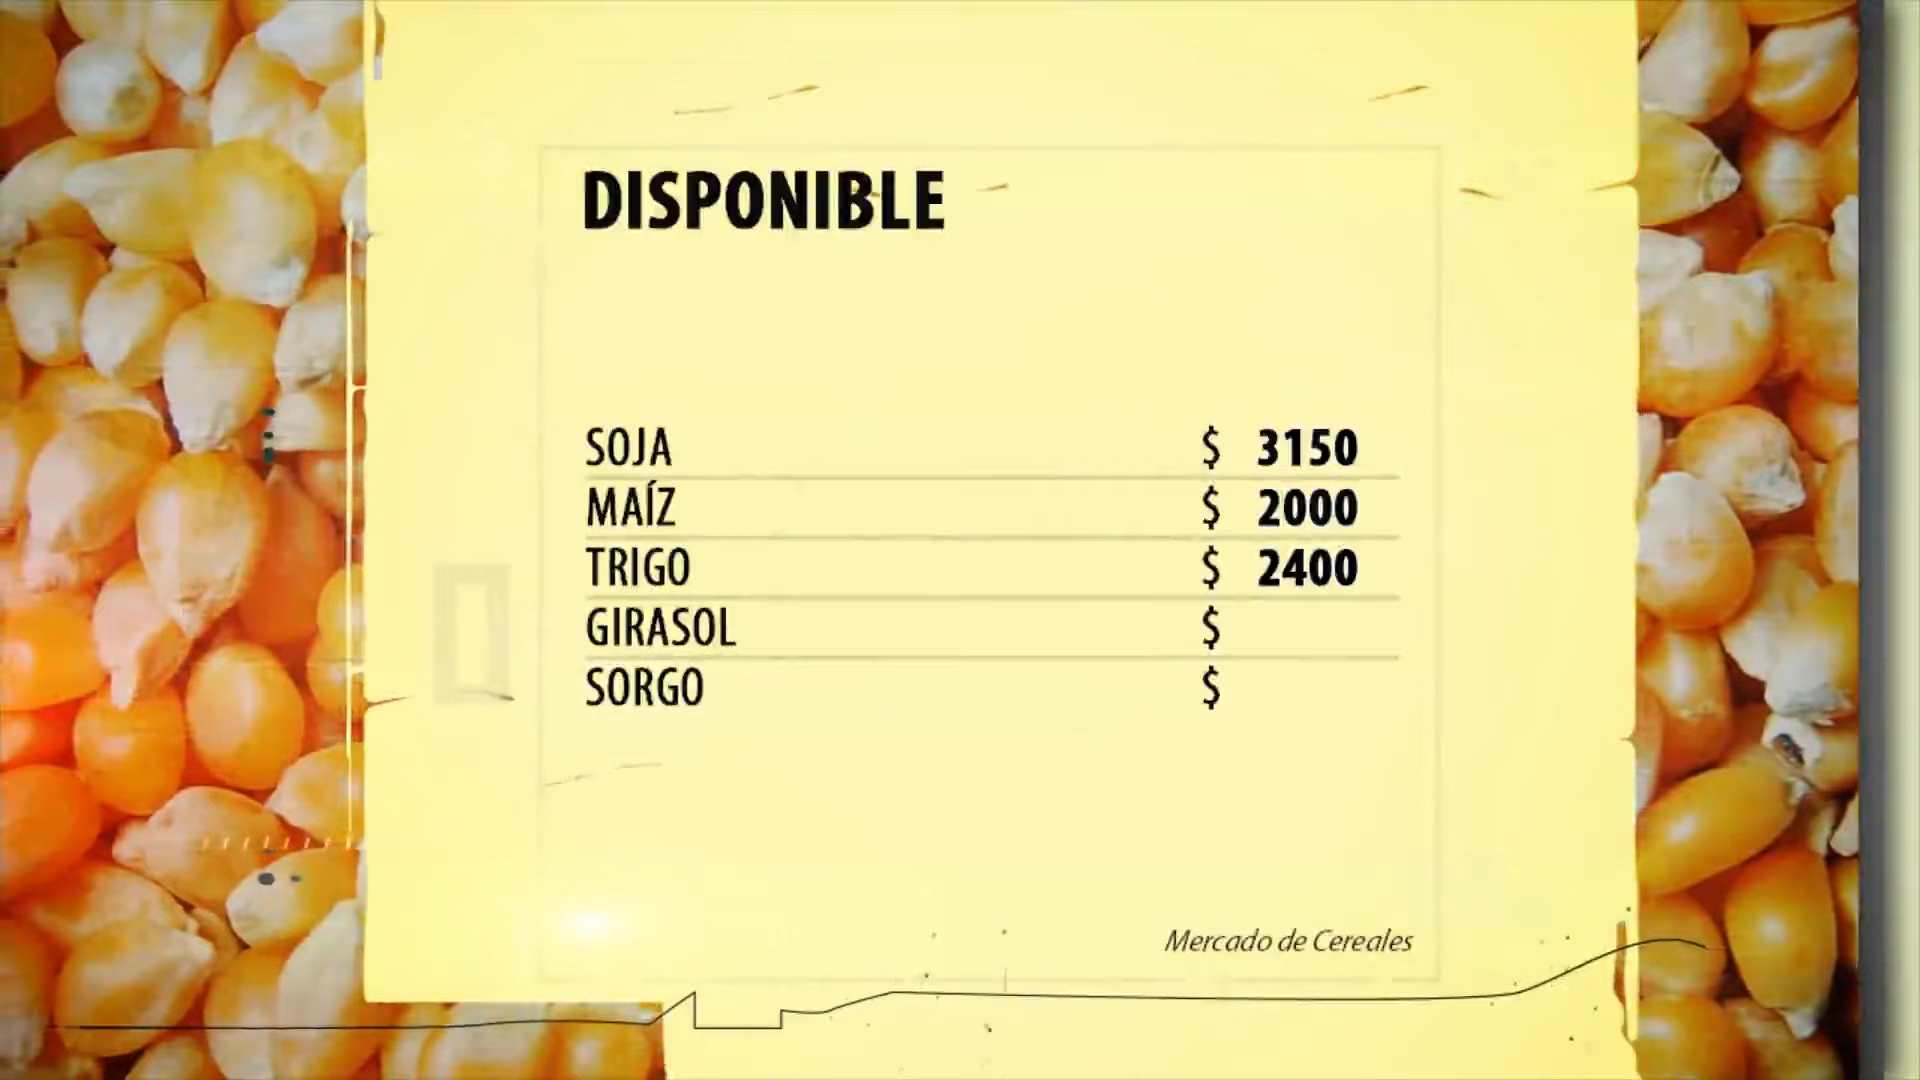 DISPONIBLE
SOJA $ 3150
MAÍZ $ 2000
TRIGO $ 2400
GIRASOL $
SORGO $
Mercado de Cereales